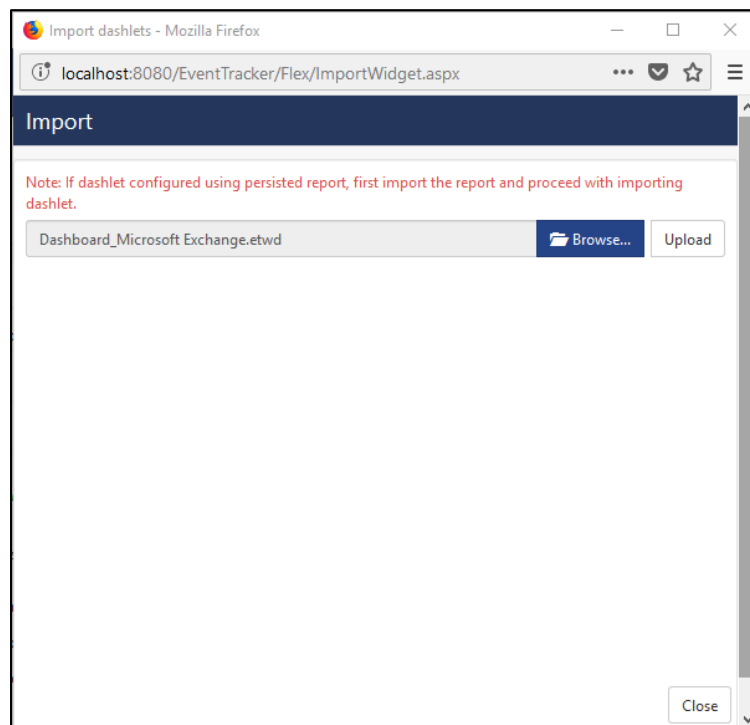 Import dashlets - Mozilla Firefox
localhost:8080/EventTracker/Flex/ImportWidget.aspx
Import
Note: If dashlet configured using persisted report, first import the report and proceed with importing
dashlet.
Dashboard_Microsoft Exchange.etwd Browse... Upload
Close